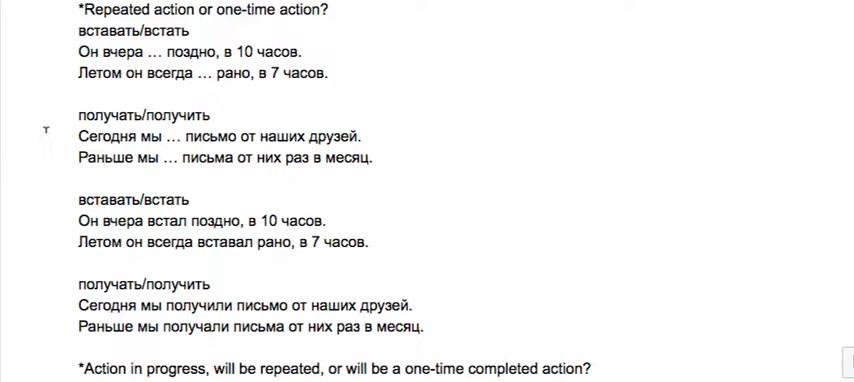 *Repeated action or one-time action?
вставать/встать
Он вчера … поздно, в 10 часов.
Летом он всегда … рано, в 7 часов.
получать/получить
Сегодня мы … письмо от наших друзей.
Раньше мы … письма от них раз в месяц.
вставать/встать
Он вчера встал поздно, в 10 часов.
Летом он всегда вставал рано, в 7 часов.
получать/получить
Сегодня мы получили письмо от наших друзей.
Раньше мы получали письма от них раз в месяц.
*Action in progress, will be repeated, or will be a one-time completed action?